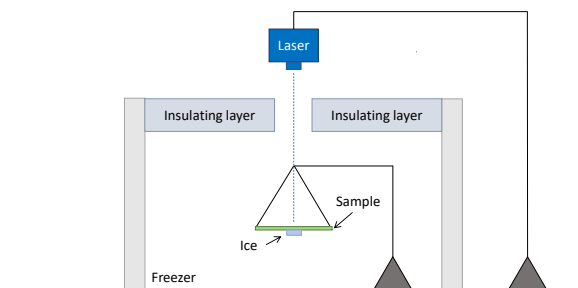 Laser
Insulating layer
Insulating layer
Sample
Ice
Freezer